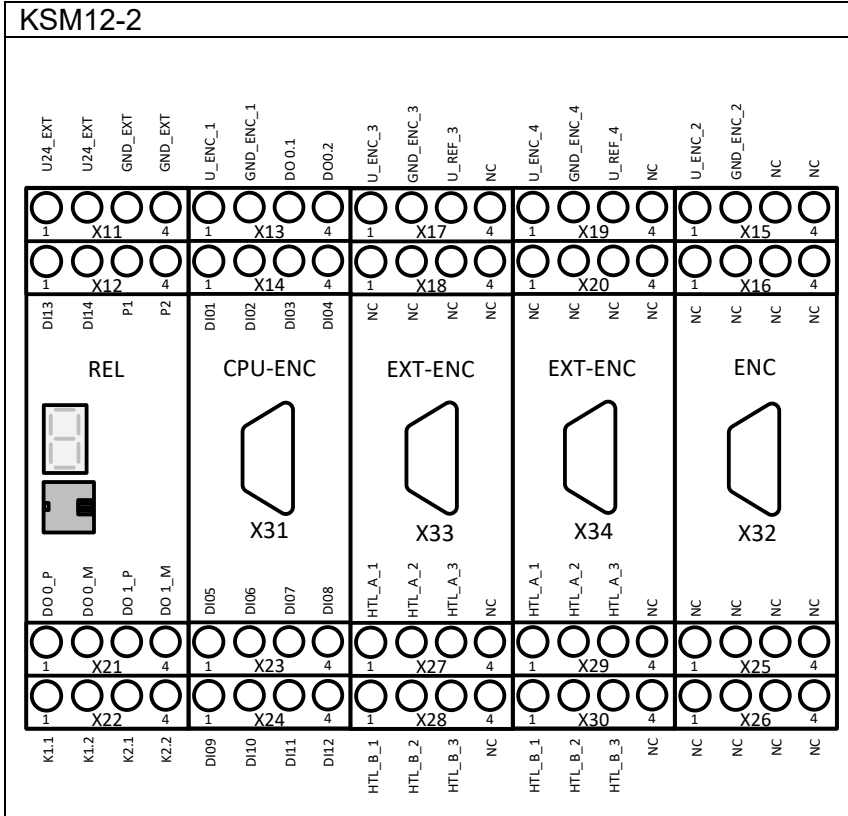 KSM12-2
U24_EXT U24_EXT GND_EXT GND_EXT U_ENC_1 GND_ENC_1 DO 0.1 DO0.2 U_ENC_3 GND_ENC_3 U_REF_3 NC U_ENC_4 GND_ENC_4 U_REF_4 NC U_ENC_2 GND_ENC_2 NC NC
1 X11 4 1 X13 4 1 X17 4 1 X19 4 1 X15 4
1 X12 4 1 X14 4 1 X18 4 1 X20 4 1 X16 4
DI13 DI14 P1 P2 DI01 DI02 DI03 DI04 NC NC NC NC NC NC NC NC NC NC NC NC
REL CPU-ENC EXT-ENC EXT-ENC ENC
X31 X33 X34 X32
DO 0_P DO 0_M DO 1_P DO 1_M DI05 DI06 DI07 DI08 HTL_A_1 HTL_A_2 HTL_A_3 NC HTL_A_1 HTL_A_2 HTL_A_3 NC NC NC NC NC
1 X21 4 1 X23 4 1 X27 4 1 X29 4 1 X25 4
1 X22 4 1 X24 4 1 X28 4 1 X30 4 1 X26 4
K1.1 K1.2 K2.1 K2.2 DI09 DI10 DI11 DI12 HTL_B_1 HTL_B_2 HTL_B_3 NC HTL_B_1 HTL_B_2 HTL_B_3 NC NC NC NC NC